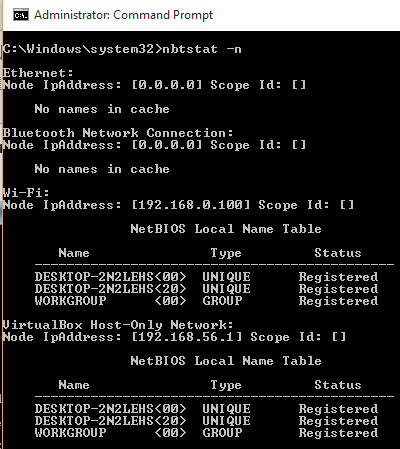 Administrator: Command Prompt
C:\Windows\system32>nbtstat -n
Ethernet:
Node IpAddress: [0.0.0.0] Scope Id: []
No names in cache
Bluetooth Network Connection:
Node IpAddress: [0.0.0.0] Scope Id: []
No names in cache
Wi-Fi:
Node IpAddress: [192.168.0.100] Scope Id: []
NetBIOS Local Name Table
Name Type Status
---------------------------------------------
DESKTOP-2N2LEHS<00> UNIQUE Registered
DESKTOP-2N2LEHS<20> UNIQUE Registered
WORKGROUP <00> GROUP Registered
VirtualBox Host-Only Network:
Node IpAddress: [192.168.56.1] Scope Id: []
NetBIOS Local Name Table
Name Type Status
---------------------------------------------
DESKTOP-2N2LEHS<00> UNIQUE Registered
DESKTOP-2N2LEHS<20> UNIQUE Registered
WORKGROUP <00> GROUP Registered